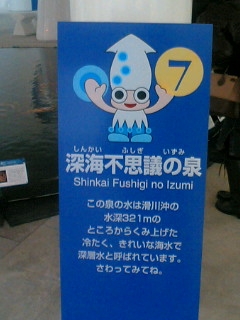 7
しんかい ふしぎ いずみ
深海不思議の泉
Shinkai Fushigi no Izumi
この泉の水は滑川沖の
水深321mの
ところからくみ上げた
冷たく、きれいな海水で
深層水と呼ばれています。
さわってみてね。